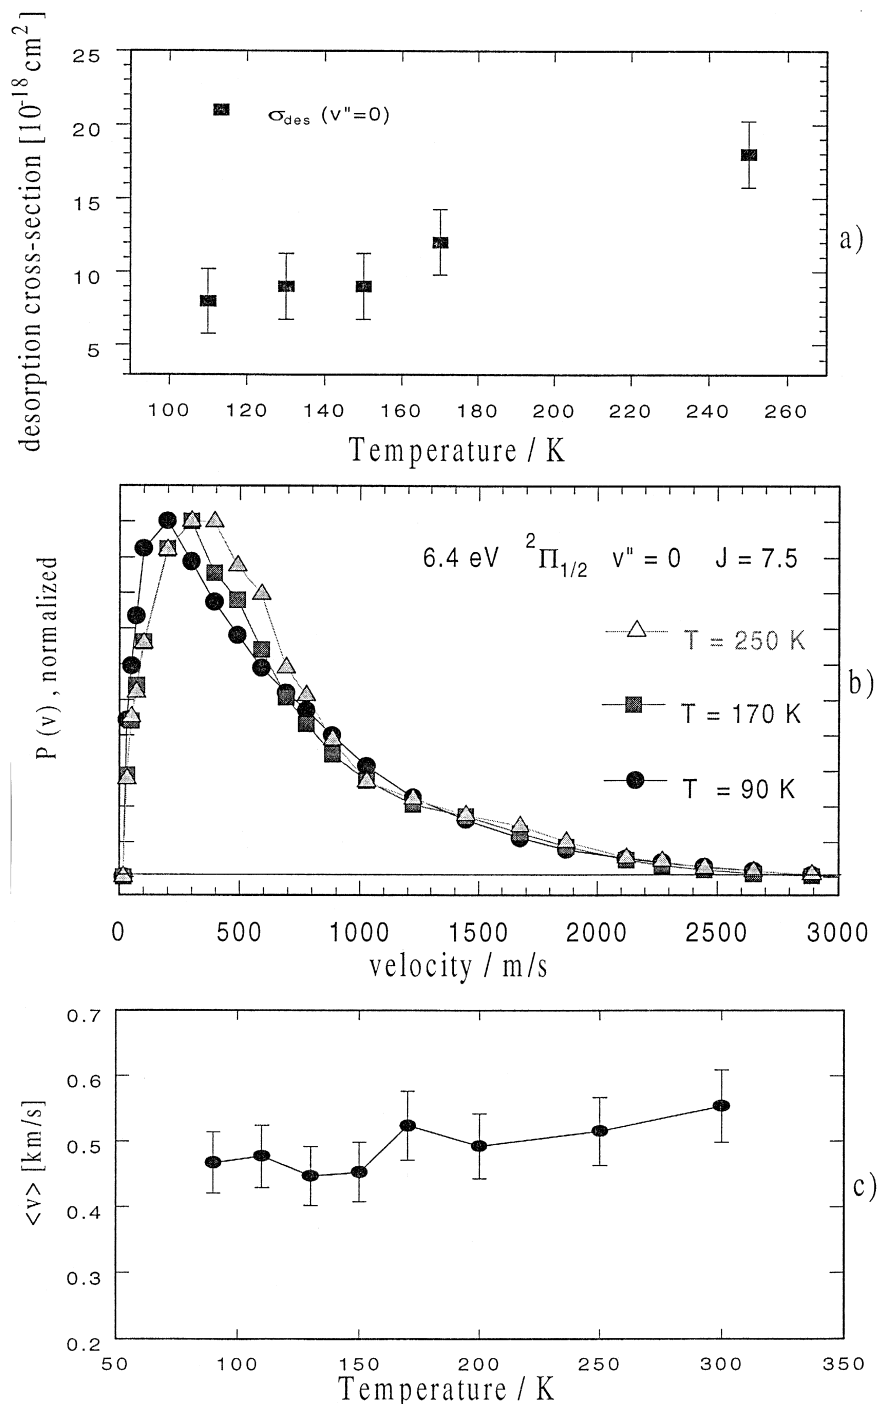 desorption cross-section [10⁻¹⁸ cm²]
25
20
15
10
5
σdes (v"=0)
a)
100 120 140 160 180 200 220 240 260
Temperature / K
P (v) , normalized
6.4 eV ²Π1/2 v" = 0 J = 7.5
T = 250 K
T = 170 K
T = 90 K
b)
0 500 1000 1500 2000 2500 3000
velocity / m/s
<v> [km/s]
0.7
0.6
0.5
0.4
0.3
0.2
c)
50 100 150 200 250 300 350
Temperature / K